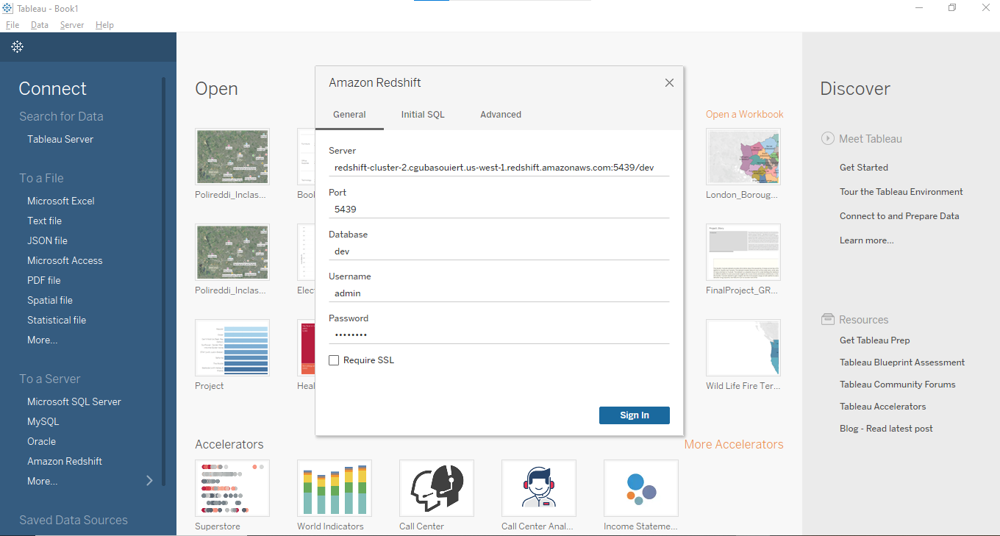 Tableau - Book1
File Data Server Help
Connect
Search for Data
Tableau Server
To a File
Microsoft Excel
Text file
JSON file
Microsoft Access
PDF file
Spatial file
Statistical file
More...
To a Server
Microsoft SQL Server
MySQL
Oracle
Amazon Redshift
More...
Saved Data Sources
Open
Open a Workbook
Polireddi_Inclas...
Boo
London_Boroug...
Polireddi_Inclas...
Elec
FinalProject_GR...
Project
Heal
Wild Life Fire Ter...
Amazon Redshift
General Initial SQL Advanced
Server
redshift-cluster-2.cgubasouiert.us-west-1.redshift.amazonaws.com:5439/dev
Port
5439
Database
dev
Username
admin
Password
••••••••
Require SSL
Sign In
Accelerators
More Accelerators
Superstore
World Indicators
Call Center
Call Center Anal...
Income Stateme...
Discover
Meet Tableau
Get Started
Tour the Tableau Environment
Connect to and Prepare Data
Learn more...
Resources
Get Tableau Prep
Tableau Blueprint Assessment
Tableau Community Forums
Tableau Accelerators
Blog - Read latest post